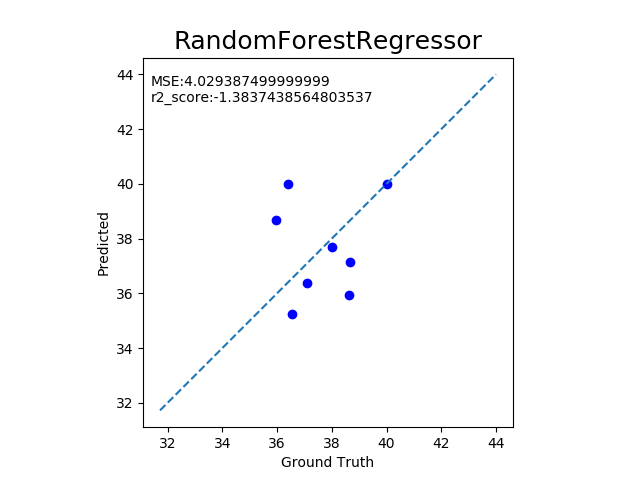 RandomForestRegressor
MSE:4.029387499999999
r2_score:-1.3837438564803537
44
42
40
38
36
34
32
Predicted
32 34 36 38 40 42 44
Ground Truth